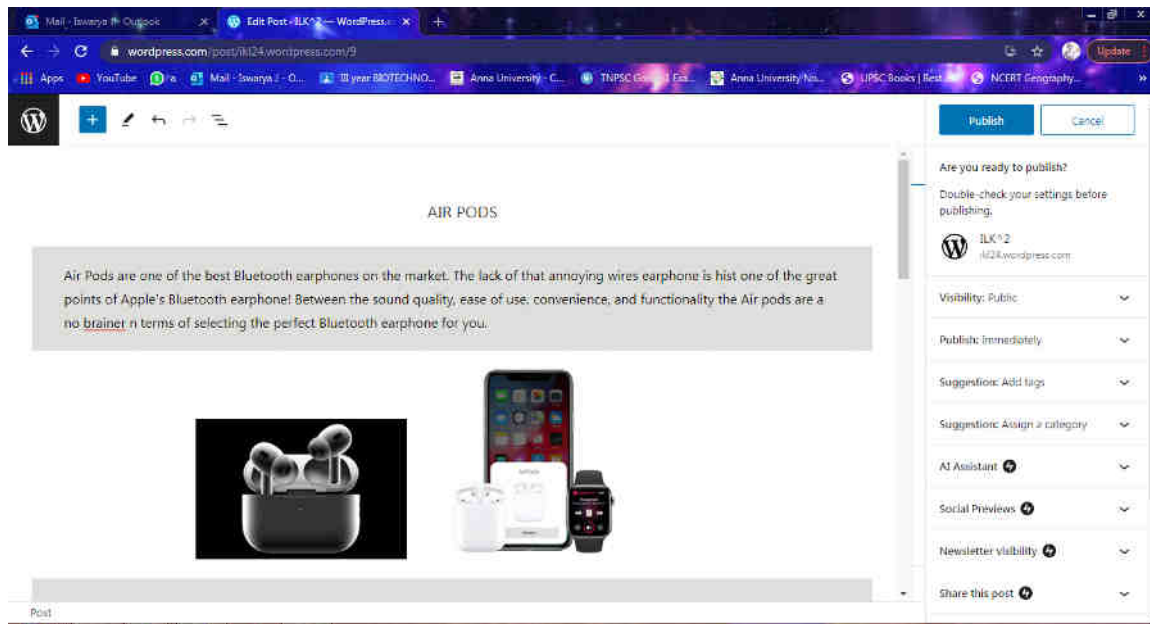 Mail - Iswarya I - Outlook
Edit Post ‹ ILK^2 — WordPress.c
wordpress.com/post/ikl24.wordpress.com/9
Update
Apps
YouTube
Mail - Iswarya I - O...
III year BIOTECHNO...
Anna University - C...
TNPSC
Anna University
UPSC Books | Best
NCERT Geography...
Publish
Cancel
AIR PODS
Air Pods are one of the best Bluetooth earphones on the market. The lack of that annoying wires earphone is hist one of the great
points of Apple's Bluetooth earphone! Between the sound quality, ease of use, convenience, and functionality the Air pods are a
no brainer n terms of selecting the perfect Bluetooth earphone for you.
Are you ready to publish?
Double-check your settings before
publishing.
ILK^2
ikl24.wordpress.com
Visibility: Public
Publish: Immediately
Suggestion: Add tags
Suggestion: Assign a category
AI Assistant
Social Previews
Newsletter visibility
Share this post
Post